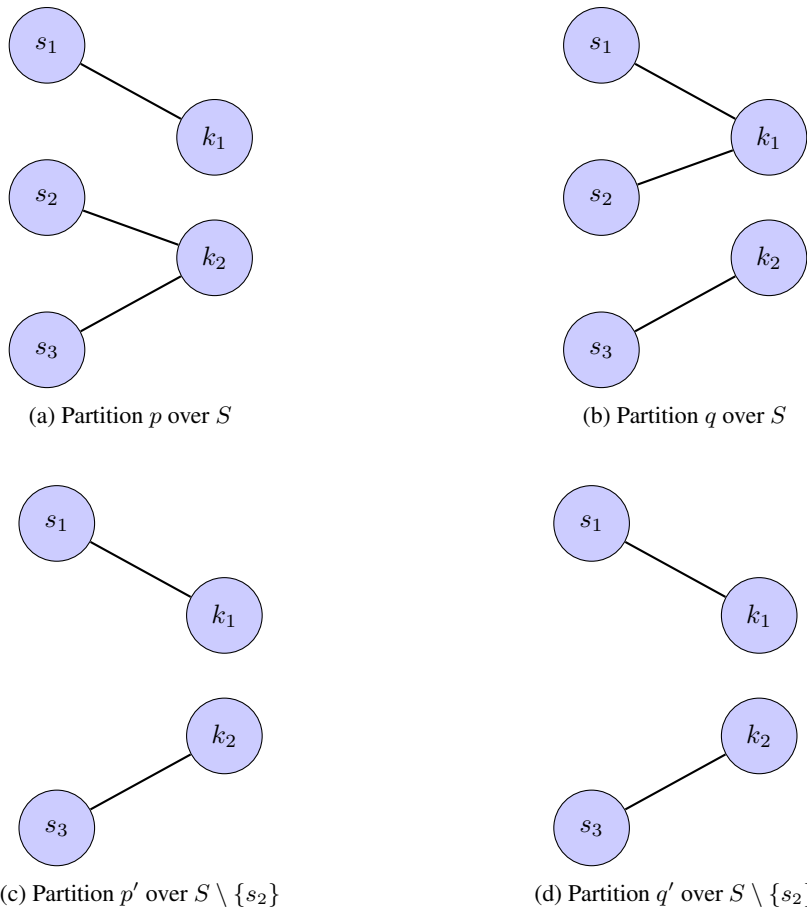 s₁ s₁
k₁ k₁
s₂ s₂
k₂ k₂
s₃ s₃
(a) Partition p over S
(b) Partition q over S
s₁ s₁
k₁ k₁
k₂ k₂
s₃ s₃
(c) Partition p′ over S \ {s₂}
(d) Partition q′ over S \ {s₂}